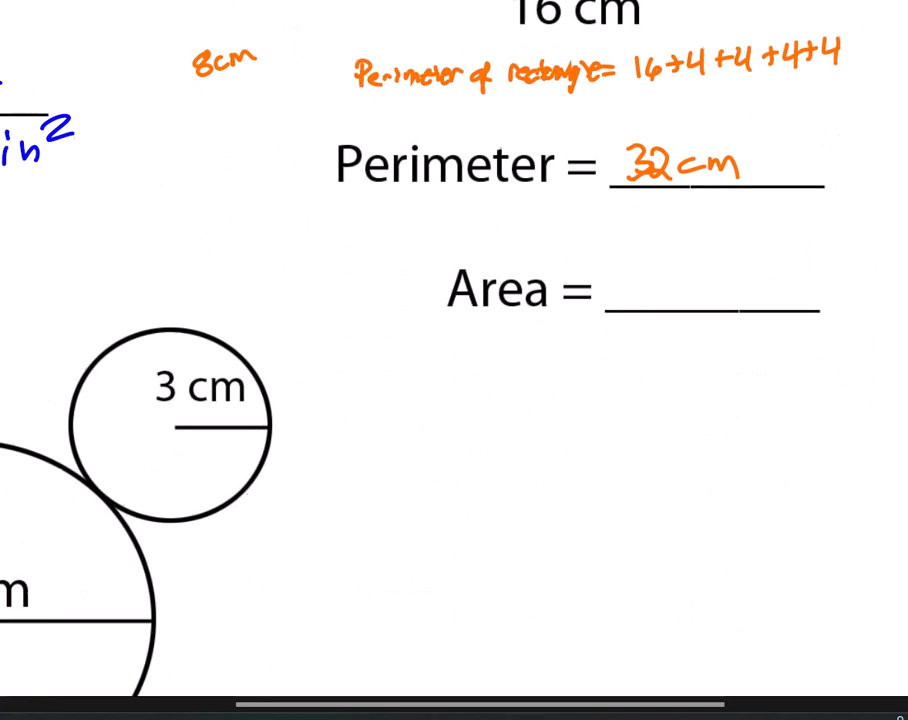 16 cm
8cm
Perimeter of rectangle= 16+4+4+4+4
in²
Perimeter = 32cm
Area =
3 cm
m